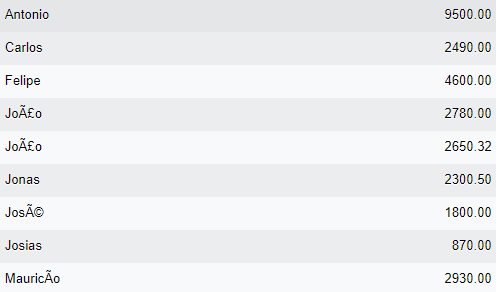 Antonio 9500.00
Carlos 2490.00
Felipe 4600.00
JoÃ£o 2780.00
JoÃ£o 2650.32
Jonas 2300.50
JosÃ© 1800.00
Josias 870.00
MauricÃ­o 2930.00